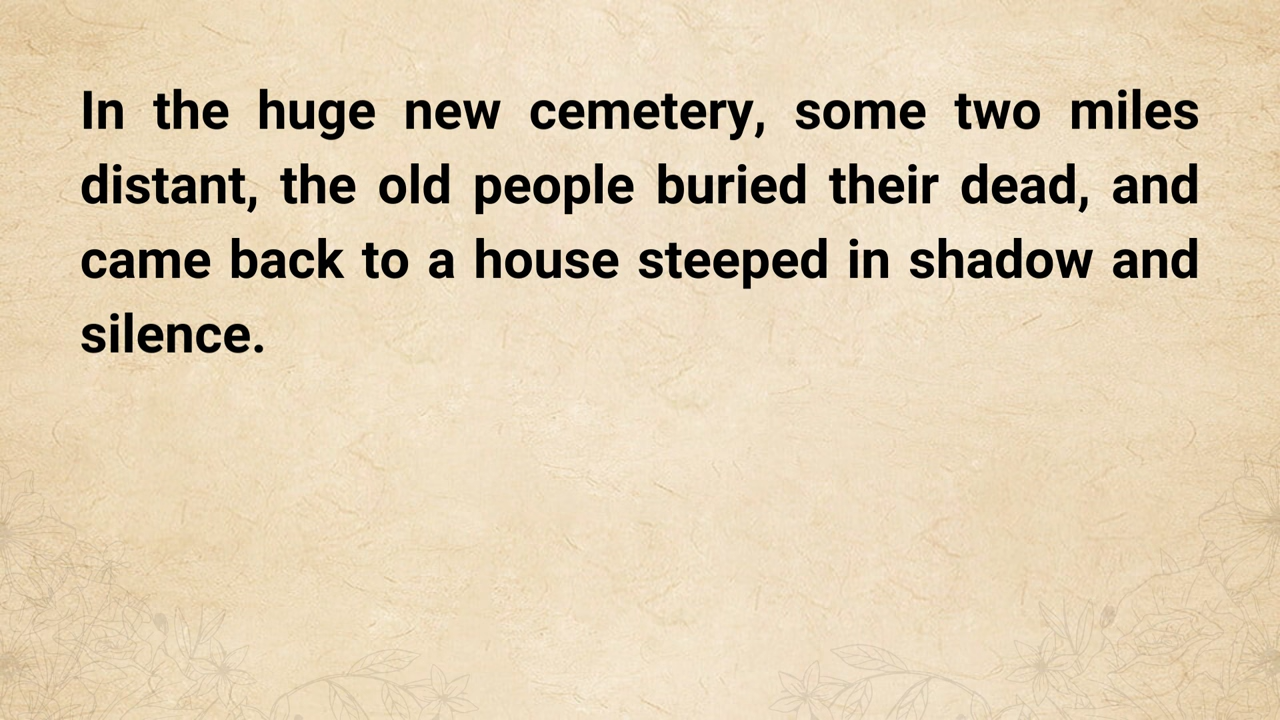 In the huge new cemetery, some two miles
distant, the old people buried their dead, and
came back to a house steeped in shadow and
silence.